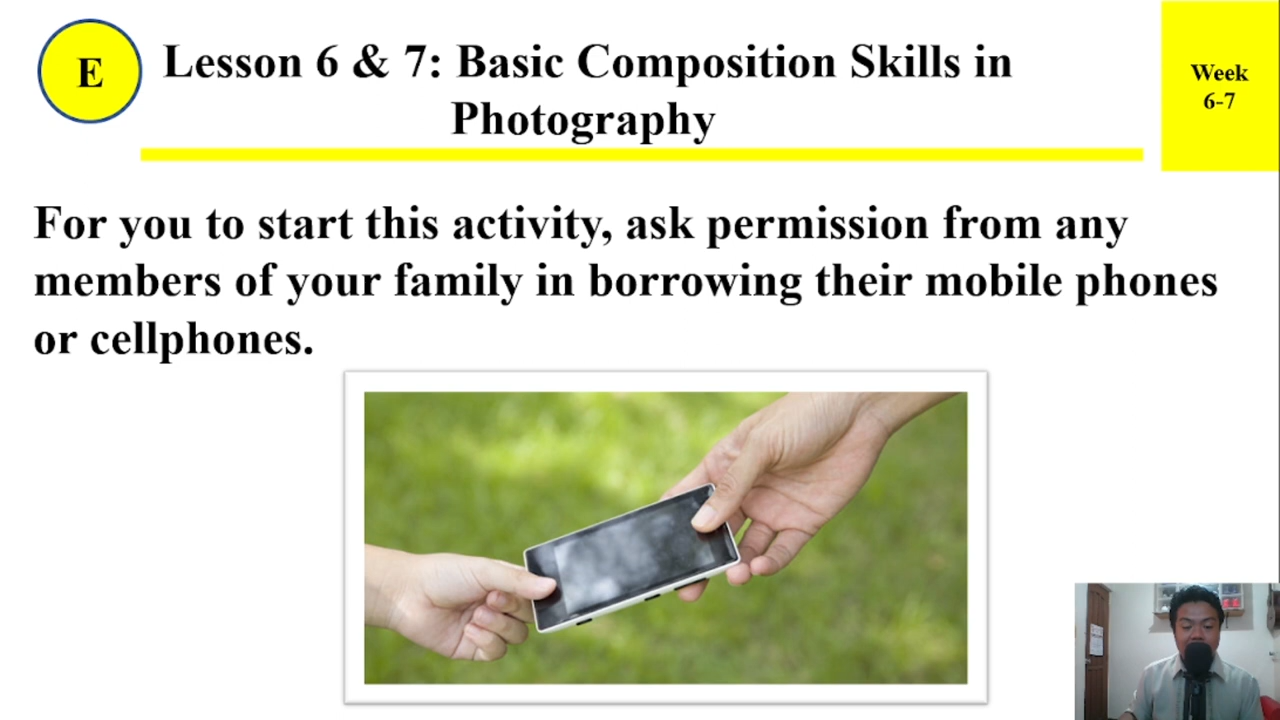 E
Lesson 6 & 7: Basic Composition Skills in
Photography
Week
6-7
For you to start this activity, ask permission from any
members of your family in borrowing their mobile phones
or cellphones.